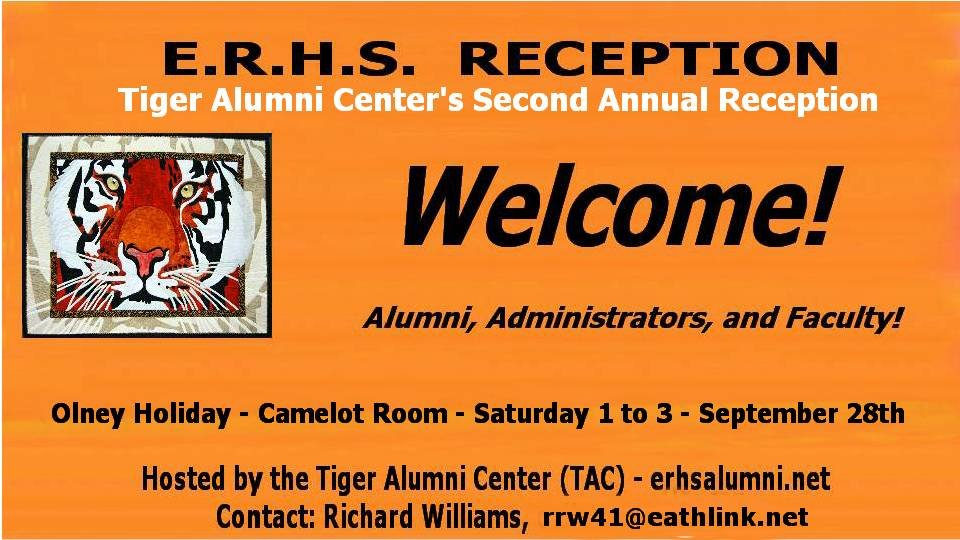 E.R.H.S. RECEPTION
Tiger Alumni Center's Second Annual Reception
Welcome!
Alumni, Administrators, and Faculty!
Olney Holiday - Camelot Room - Saturday 1 to 3 - September 28th
Hosted by the Tiger Alumni Center (TAC) - erhsalumni.net
Contact: Richard Williams, rrw41@eathlink.net